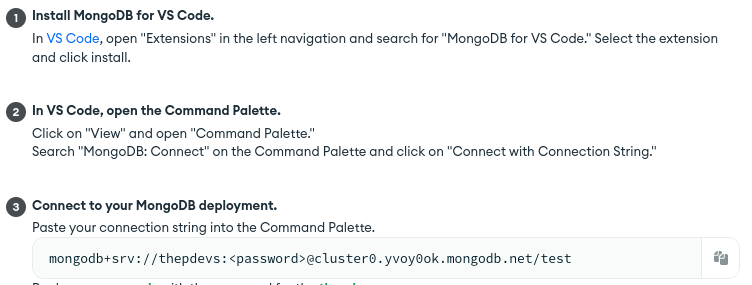 1 Install MongoDB for VS Code.
In VS Code, open "Extensions" in the left navigation and search for "MongoDB for VS Code." Select the extension
and click install.
2 In VS Code, open the Command Palette.
Click on "View" and open "Command Palette."
Search "MongoDB: Connect" on the Command Palette and click on "Connect with Connection String."
3 Connect to your MongoDB deployment.
Paste your connection string into the Command Palette.
mongodb+srv://thepdevs:<password>@cluster0.yvoy0ok.mongodb.net/test